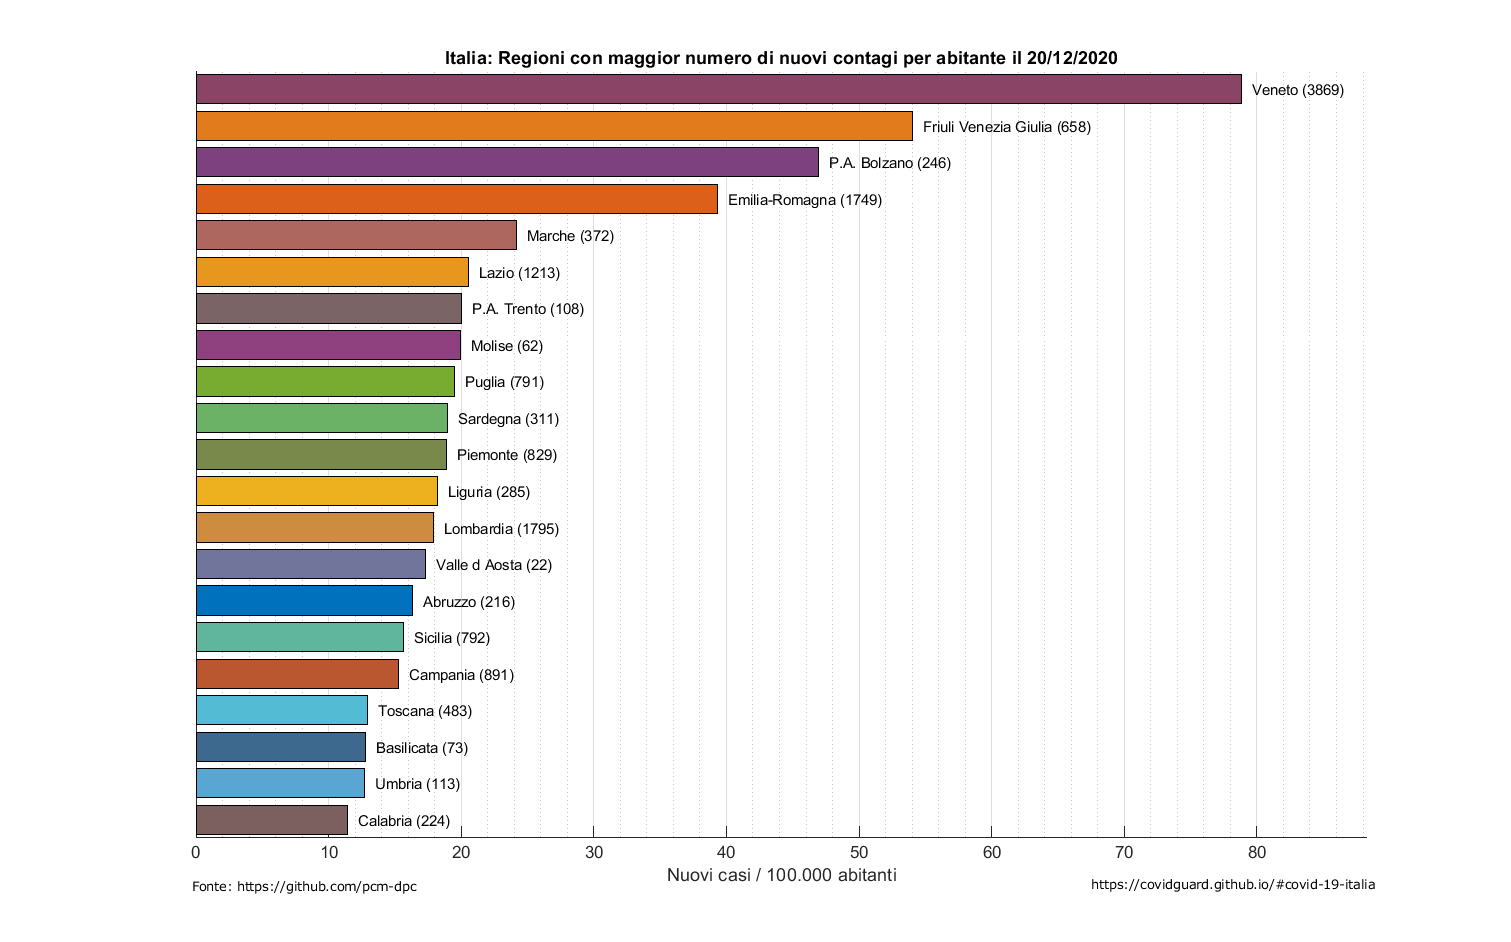 Italia: Regioni con maggior numero di nuovi contagi per abitante il 20/12/2020
Veneto (3869)
Friuli Venezia Giulia (658)
P.A. Bolzano (246)
Emilia-Romagna (1749)
Marche (372)
Lazio (1213)
P.A. Trento (108)
Molise (62)
Puglia (791)
Sardegna (311)
Piemonte (829)
Liguria (285)
Lombardia (1795)
Valle d Aosta (22)
Abruzzo (216)
Sicilia (792)
Campania (891)
Toscana (483)
Basilicata (73)
Umbria (113)
Calabria (224)
0 10 20 30 40 50 60 70 80
Nuovi casi / 100.000 abitanti
Fonte: https://github.com/pcm-dpc
https://covidguard.github.io/#covid-19-italia